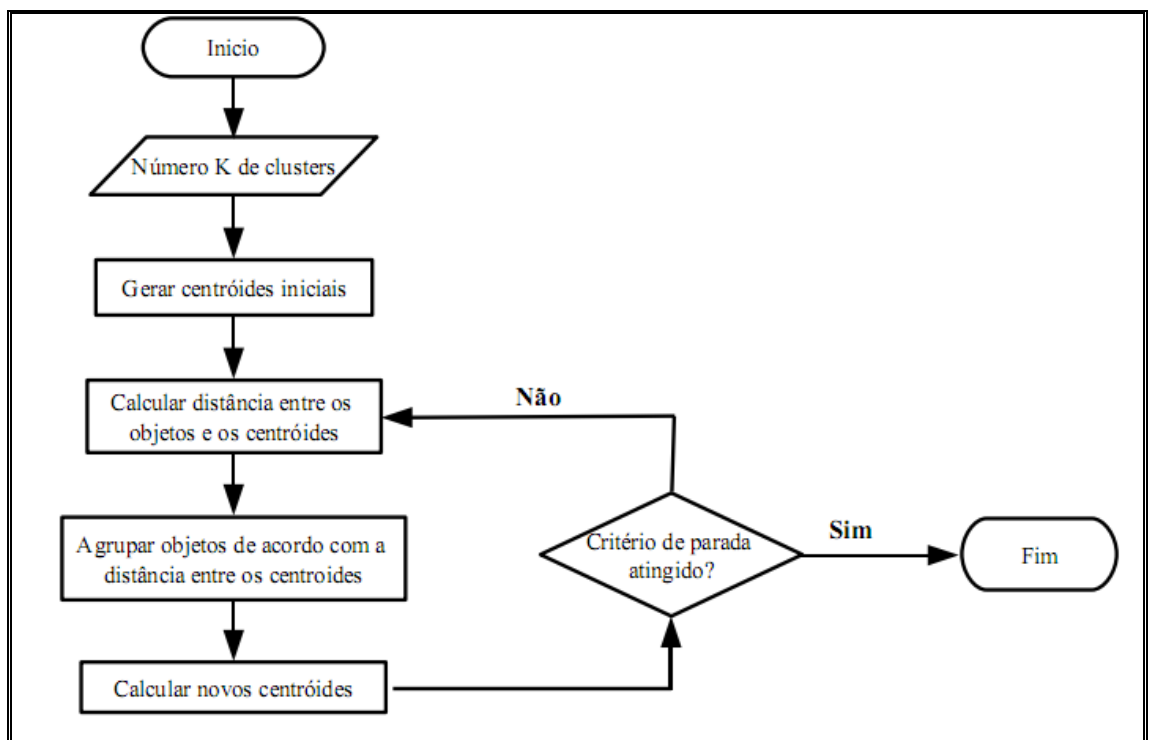 Inicio
Número K de clusters
Gerar centróides iniciais
Calcular distância entre os
objetos e os centróides
Agrupar objetos de acordo com a
distância entre os centroides
Calcular novos centróides
Não
Critério de parada
atingido?
Sim
Fim